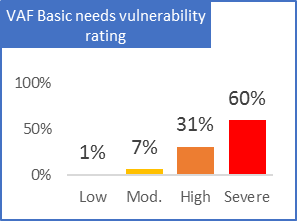 VAF Basic needs vulnerability
rating
100%
50%
0%
1%
7%
31%
60%
Low
Mod.
High
Severe